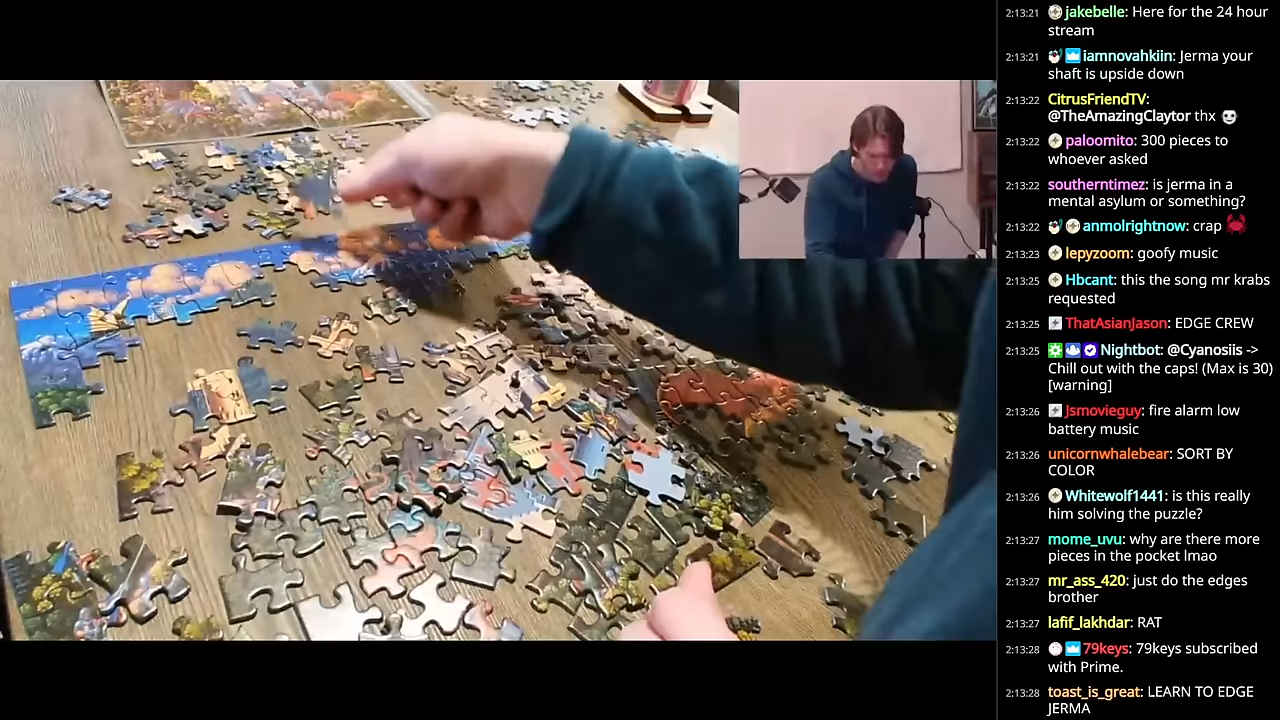 2:13:21 jakebelle: Here for the 24 hour
stream
2:13:21 iamnovahkiin: Jerma your
shaft is upside down
2:13:22 CitrusFriendTV:
@TheAmazingClaytor thx
2:13:22 paloomito: 300 pieces to
whoever asked
2:13:22 southerntimez: is jerma in a
mental asylum or something?
2:13:22 anmolrightnow: crap
2:13:23 lepyzoom: goofy music
2:13:25 Hbcant: this the song mr krabs
requested
2:13:25 ThatAsianJason: EDGE CREW
2:13:25 Nightbot: @Cyanosiis ->
Chill out with the caps! (Max is 30)
[warning]
2:13:26 Jsmovieguy: fire alarm low
battery music
2:13:26 unicornwhalebear: SORT BY
COLOR
2:13:26 Whitewolf1441: is this really
him solving the puzzle?
2:13:27 mome_uvu: why are there more
pieces in the pocket lmao
2:13:27 mr_ass_420: just do the edges
brother
2:13:27 lafif_lakhdar: RAT
2:13:28 79keys: 79keys subscribed
with Prime.
2:13:28 toast_is_great: LEARN TO EDGE
JERMA